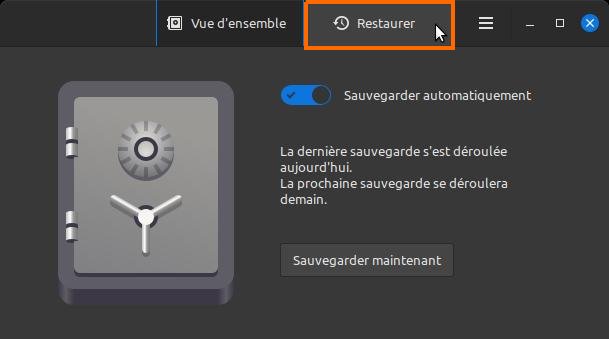 Vue d'ensemble
Restaurer
Sauvegarder automatiquement
La dernière sauvegarde s'est déroulée
aujourd'hui.
La prochaine sauvegarde se déroulera
demain.
Sauvegarder maintenant